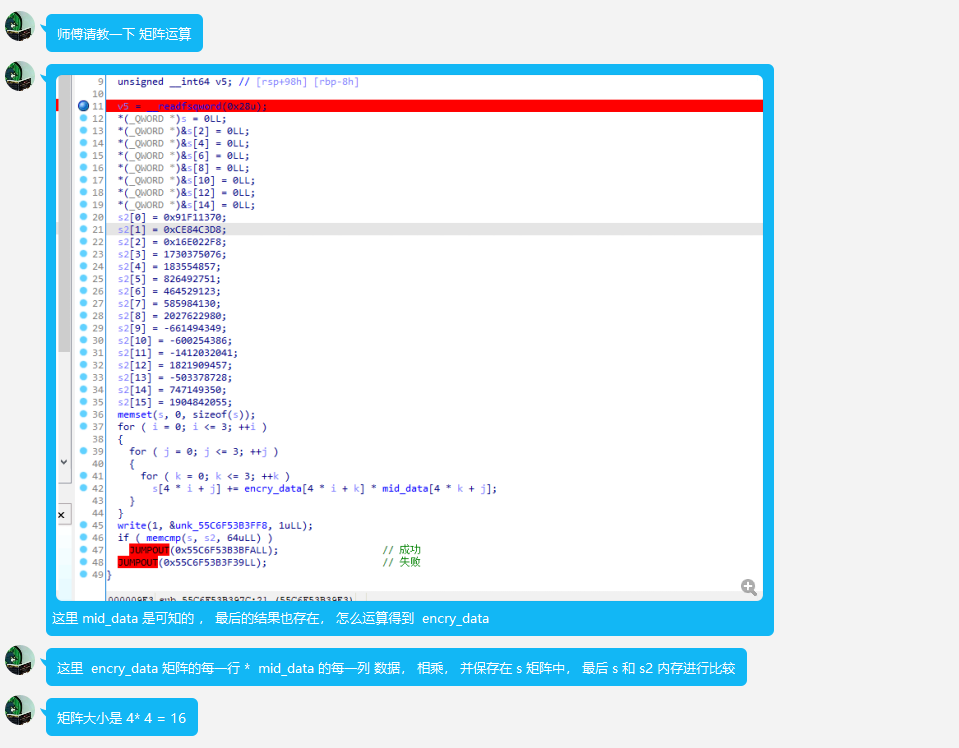 师傅请教一下 矩阵运算
9 unsigned __int64 v5; // [rsp+98h] [rbp-8h]
10
11 v5 = __readfsqword(0x28u);
12 *(_QWORD *)s = 0LL;
13 *(_QWORD *)&s[2] = 0LL;
14 *(_QWORD *)&s[4] = 0LL;
15 *(_QWORD *)&s[6] = 0LL;
16 *(_QWORD *)&s[8] = 0LL;
17 *(_QWORD *)&s[10] = 0LL;
18 *(_QWORD *)&s[12] = 0LL;
19 *(_QWORD *)&s[14] = 0LL;
20 s2[0] = 0x91F11370;
21 s2[1] = 0xCE84C3D8;
22 s2[2] = 0x16E022F8;
23 s2[3] = 1730375076;
24 s2[4] = 183554857;
25 s2[5] = 826492751;
26 s2[6] = 464529123;
27 s2[7] = 585984130;
28 s2[8] = 2027622980;
29 s2[9] = -661494349;
30 s2[10] = -600254386;
31 s2[11] = -1412032041;
32 s2[12] = 1821909457;
33 s2[13] = -503378728;
34 s2[14] = 747149350;
35 s2[15] = 1904842055;
36 memset(s, 0, sizeof(s));
37 for ( i = 0; i <= 3; ++i )
38 {
39 for ( j = 0; j <= 3; ++j )
40 {
41 for ( k = 0; k <= 3; ++k )
42 s[4 * i + j] += encry_data[4 * i + k] * mid_data[4 * k + j];
43 }
44 }
45 write(1, &unk_55C6F53B3FF8, 1uLL);
46 if ( memcmp(s, s2, 64uLL) )
47 JUMPOUT(0x55C6F53B3BFALL); // 成功
48 JUMPOUT(0x55C6F53B3F39LL); // 失败
49 }
这里 mid_data 是可知的 ， 最后的结果也存在， 怎么运算得到 encry_data
这里 encry_data 矩阵的每一行 * mid_data 的每一列 数据， 相乘， 并保存在 s 矩阵中， 最后 s 和 s2 内存进行比较
矩阵大小是 4* 4 = 16